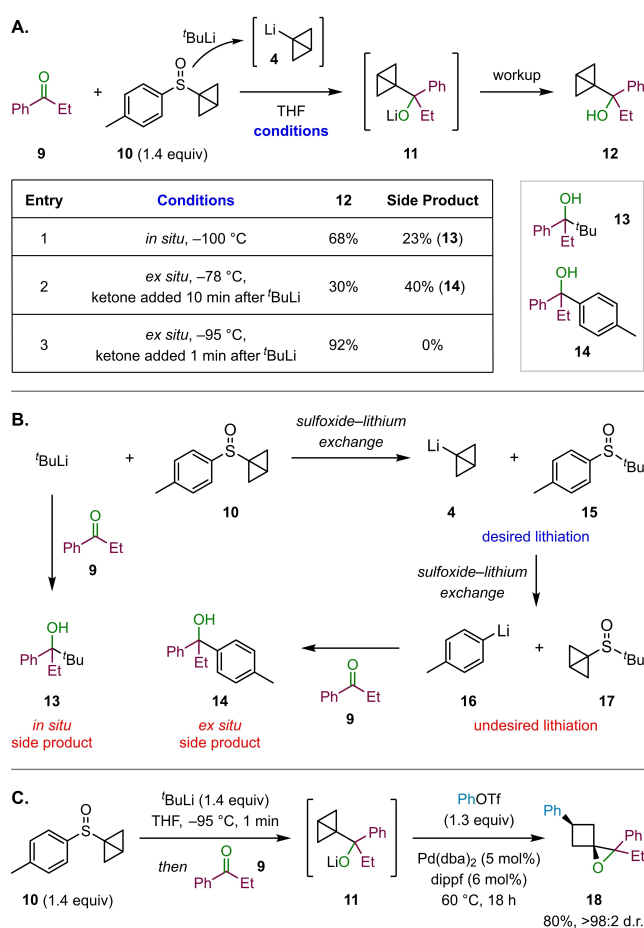 A.
ᵗBuLi
Li
4
O
Ph Et
9
+
O
S
10 (1.4 equiv)
THF
conditions
Ph
LiO Et
11
workup
Ph
HO Et
12
Entry Conditions 12 Side Product
1 in situ, –100 °C 68% 23% (13)
2 ex situ, –78 °C, ketone added 10 min after ᵗBuLi 30% 40% (14)
3 ex situ, –95 °C, ketone added 1 min after ᵗBuLi 92% 0%
OH
Ph ᵗBu
Et
13
OH
Ph
Et
14
B.
ᵗBuLi
+
O
S
10
sulfoxide–lithium
exchange
Li
4
+
O
S
ᵗBu
15
desired lithiation
O
Ph Et
9
sulfoxide–lithium
exchange
OH
Ph ᵗBu
Et
13
in situ
side product
OH
Ph
Et
14
ex situ
side product
O
Ph Et
9
Li
16
+
O
S
ᵗBu
17
undesired lithiation
C.
O
S
10 (1.4 equiv)
ᵗBuLi (1.4 equiv)
THF, –95 °C, 1 min
then
O
Ph Et
9
Ph
LiO Et
11
PhOTf
(1.3 equiv)
Pd(dba)₂ (5 mol%)
dippf (6 mol%)
60 °C, 18 h
Ph
Ph
O Et
18
80%, >98:2 d.r.